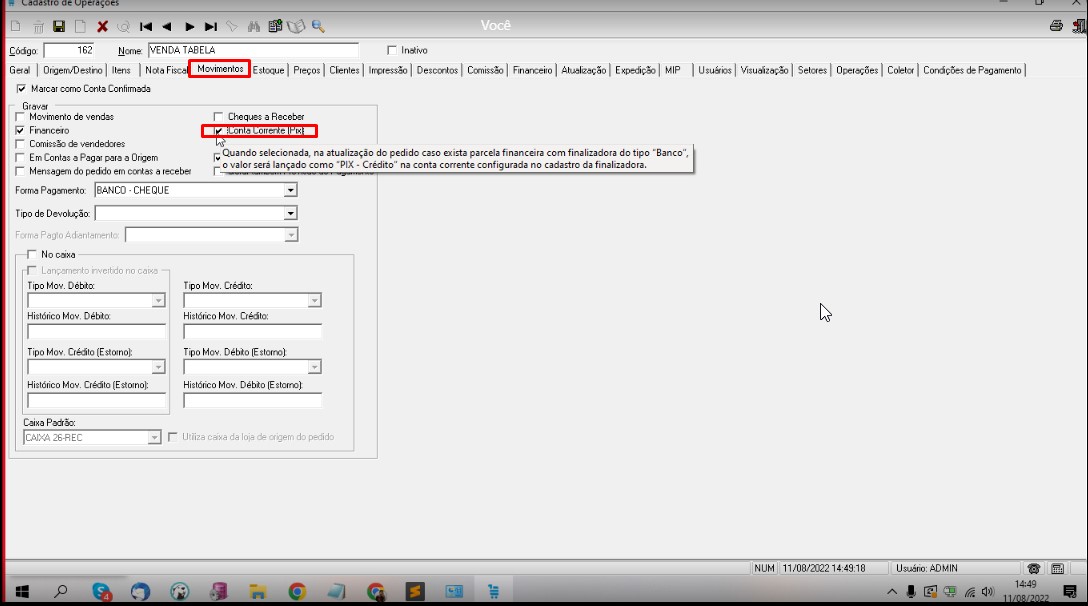 Cadastro de Operações
Você
Código: 162 Nome: VENDA TABELA Inativo
Geral Origem/Destino Itens Nota Fiscal Movimentos Estoque Preços Clientes Impressão Descontos Comissão Financeiro Atualização Expedição MIP Usuários Visualização Setores Operações Coletor Condições de Pagamento
Marcar como Conta Confirmada
Gravar
Movimento de vendas Cheques a Receber
Financeiro Conta Corrente (Pix)
Comissão de vendedores
Em Contas a Pagar para a Origem
Mensagem do pedido em contas a receber
Quando selecionada, na atualização do pedido caso exista parcela financeira com finalizadora do tipo "Banco",
o valor será lançado como "PIX - Crédito" na conta corrente configurada no cadastro da finalizadora.
Forma Pagamento: BANCO - CHEQUE
Tipo de Devolução:
Forma Pagto Adiantamento:
No caixa
Lançamento invertido no caixa
Tipo Mov. Débito: Tipo Mov. Crédito:
Histórico Mov. Débito: Histórico Mov. Crédito:
Tipo Mov. Crédito (Estorno): Tipo Mov. Débito (Estorno):
Histórico Mov. Crédito (Estorno): Histórico Mov. Débito (Estorno):
Caixa Padrão:
CAIXA 26-REC Utiliza caixa da loja de origem do pedido
NUM 11/08/2022 14:49:18 Usuário: ADMIN
14:49
11/08/2022